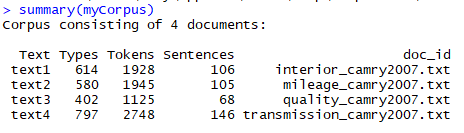 > summary(myCorpus)
Corpus consisting of 4 documents:
Text Types Tokens Sentences doc_id
text1 614 1928 106 interior_camry2007.txt
text2 580 1945 105 mileage_camry2007.txt
text3 402 1125 68 quality_camry2007.txt
text4 797 2748 146 transmission_camry2007.txt